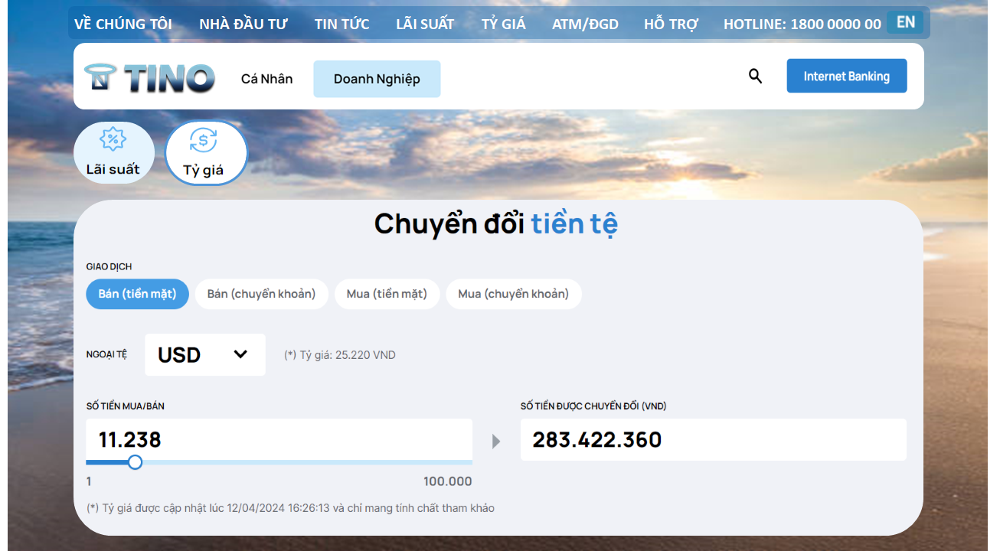 VỀ CHÚNG TÔI NHÀ ĐẦU TƯ TIN TỨC LÃI SUẤT TỶ GIÁ ATM/ĐGD HỖ TRỢ HOTLINE: 1800 0000 00 EN
TINO Cá Nhân Doanh Nghiệp Internet Banking
Lãi suất Tỷ giá
Chuyển đổi tiền tệ
GIAO DỊCH
Bán (tiền mặt) Bán (chuyển khoản) Mua (tiền mặt) Mua (chuyển khoản)
NGOẠI TỆ USD (*) Tỷ giá: 25.220 VND
SỐ TIỀN MUA/BÁN SỐ TIỀN ĐƯỢC CHUYỂN ĐỔI (VND)
11.238 283.422.360
1 100.000
(*) Tỷ giá được cập nhật lúc 12/04/2024 16:26:13 và chỉ mang tính chất tham khảo